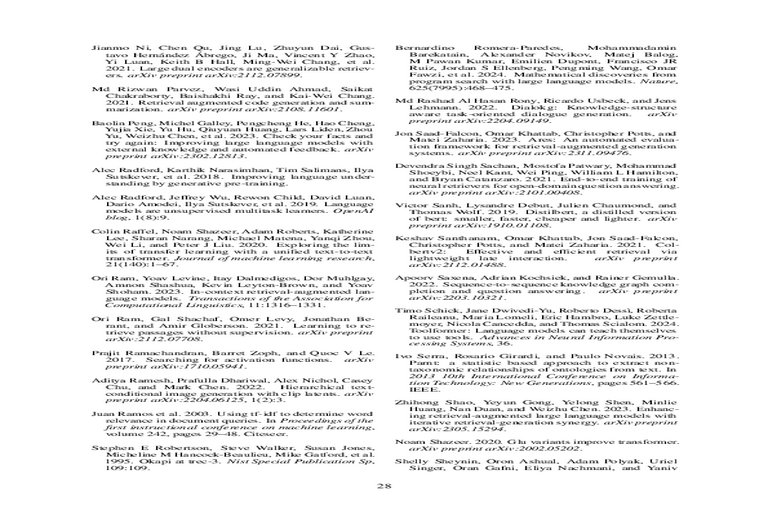 Jianmo Ni, Chen Qu, Jing Lu, Zhuyun Dai, Gus-
tavo Hernández Ábrego, Ji Ma, Vincent Y Zhao,
Yi Luan, Keith B Hall, Ming-Wei Chang, et al.
2021. Large dual encoders are generalizable retriev-
ers. arXiv preprint arXiv:2112.07899.
Md Rizwan Parvez, Wasi Uddin Ahmad, Saikat
Chakraborty, Baishakhi Ray, and Kai-Wei Chang.
2021. Retrieval augmented code generation and sum-
marization. arXiv preprint arXiv:2108.11601.
Baolin Peng, Michel Galley, Pengcheng He, Hao Cheng,
Yujia Xie, Yu Hu, Qiuyuan Huang, Lars Liden, Zhou
Yu, Weizhu Chen, et al. 2023. Check your facts and
try again: Improving large language models with
external knowledge and automated feedback. arXiv
preprint arXiv:2302.12813.
Alec Radford, Karthik Narasimhan, Tim Salimans, Ilya
Sutskever, et al. 2018. Improving language under-
standing by generative pre-training.
Alec Radford, Jeffrey Wu, Rewon Child, David Luan,
Dario Amodei, Ilya Sutskever, et al. 2019. Language
models are unsupervised multitask learners. OpenAI
blog, 1(8):9.
Colin Raffel, Noam Shazeer, Adam Roberts, Katherine
Lee, Sharan Narang, Michael Matena, Yanqi Zhou,
Wei Li, and Peter J Liu. 2020. Exploring the lim-
its of transfer learning with a unified text-to-text
transformer. Journal of machine learning research,
21(140):1–67.
Ori Ram, Yoav Levine, Itay Dalmedigos, Dor Muhlgay,
Amnon Shashua, Kevin Leyton-Brown, and Yoav
Shoham. 2023. In-context retrieval-augmented lan-
guage models. Transactions of the Association for
Computational Linguistics, 11:1316–1331.
Ori Ram, Gal Shachaf, Omer Levy, Jonathan Be-
rant, and Amir Globerson. 2021. Learning to re-
trieve passages without supervision. arXiv preprint
arXiv:2112.07708.
Prajit Ramachandran, Barret Zoph, and Quoc V Le.
2017. Searching for activation functions. arXiv
preprint arXiv:1710.05941.
Aditya Ramesh, Prafulla Dhariwal, Alex Nichol, Casey
Chu, and Mark Chen. 2022. Hierarchical text-
conditional image generation with clip latents. arXiv
preprint arXiv:2204.06125, 1(2):3.
Juan Ramos et al. 2003. Using tf-idf to determine word
relevance in document queries. In Proceedings of the
first instructional conference on machine learning,
volume 242, pages 29–48. Citeseer.
Stephen E Robertson, Steve Walker, Susan Jones,
Micheline M Hancock-Beaulieu, Mike Gatford, et al.
1995. Okapi at trec-3. Nist Special Publication Sp,
109:109.
Bernardino Romera-Paredes, Mohammadamin
Barekatain, Alexander Novikov, Matej Balog,
M Pawan Kumar, Emilien Dupont, Francisco JR
Ruiz, Jordan S Ellenberg, Pengming Wang, Omar
Fawzi, et al. 2024. Mathematical discoveries from
program search with large language models. Nature,
625(7995):468–475.
Md Rashad Al Hasan Rony, Ricardo Usbeck, and Jens
Lehmann. 2022. Dialokg: Knowledge-structure
aware task-oriented dialogue generation. arXiv
preprint arXiv:2204.09149.
Jon Saad-Falcon, Omar Khattab, Christopher Potts, and
Matei Zaharia. 2023. Ares: An automated evalua-
tion framework for retrieval-augmented generation
systems. arXiv preprint arXiv:2311.09476.
Devendra Singh Sachan, Mostofa Patwary, Mohammad
Shoeybi, Neel Kant, Wei Ping, William L Hamilton,
and Bryan Catanzaro. 2021. End-to-end training of
neural retrievers for open-domain question answering.
arXiv preprint arXiv:2101.00408.
Victor Sanh, Lysandre Debut, Julien Chaumond, and
Thomas Wolf. 2019. Distilbert, a distilled version
of bert: smaller, faster, cheaper and lighter. arXiv
preprint arXiv:1910.01108.
Keshav Santhanam, Omar Khattab, Jon Saad-Falcon,
Christopher Potts, and Matei Zaharia. 2021. Col-
bertv2: Effective and efficient retrieval via
lightweight late interaction. arXiv preprint
arXiv:2112.01488.
Apoorv Saxena, Adrian Kochsiek, and Rainer Gemulla.
2022. Sequence-to-sequence knowledge graph com-
pletion and question answering. arXiv preprint
arXiv:2203.10321.
Timo Schick, Jane Dwivedi-Yu, Roberto Dessì, Roberta
Raileanu, Maria Lomeli, Eric Hambro, Luke Zettle-
moyer, Nicola Cancedda, and Thomas Scialom. 2024.
Toolformer: Language models can teach themselves
to use tools. Advances in Neural Information Pro-
cessing Systems, 36.
Ivo Serra, Rosario Girardi, and Paulo Novais. 2013.
Parnt: a statistic based approach to extract non-
taxonomic relationships of ontologies from text. In
2013 10th International Conference on Informa-
tion Technology: New Generations, pages 561–566.
IEEE.
Zhihong Shao, Yeyun Gong, Yelong Shen, Minlie
Huang, Nan Duan, and Weizhu Chen. 2023. Enhanc-
ing retrieval-augmented large language models with
iterative retrieval-generation synergy. arXiv preprint
arXiv:2305.15294.
Noam Shazeer. 2020. Glu variants improve transformer.
arXiv preprint arXiv:2002.05202.
Shelly Sheynin, Oron Ashual, Adam Polyak, Uriel
Singer, Oran Gafni, Eliya Nachmani, and Yaniv
28